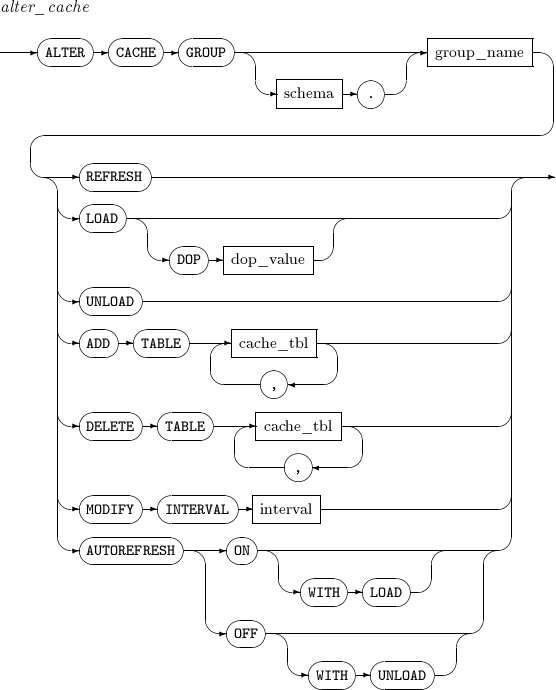 alter_cache
ALTER CACHE GROUP group_name
schema .
REFRESH
LOAD
DOP dop_value
UNLOAD
ADD TABLE cache_tbl
,
DELETE TABLE cache_tbl
,
MODIFY INTERVAL interval
AUTOREFRESH ON
WITH LOAD
OFF
WITH UNLOAD